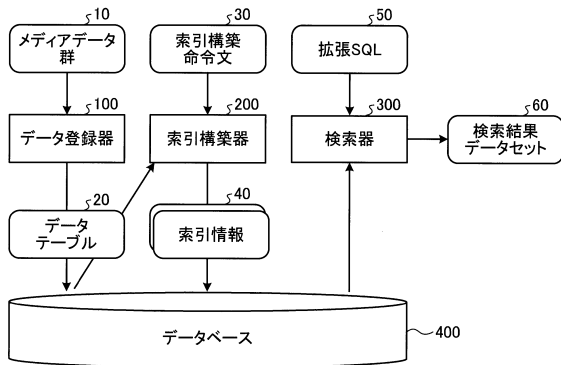 10
30
50
メディアデータ
群
索引構築
命令文
拡張SQL
100
200
300
60
データ登録器
索引構築器
検索器
検索結果
データセット
20
40
データ
テーブル
索引情報
データベース
400